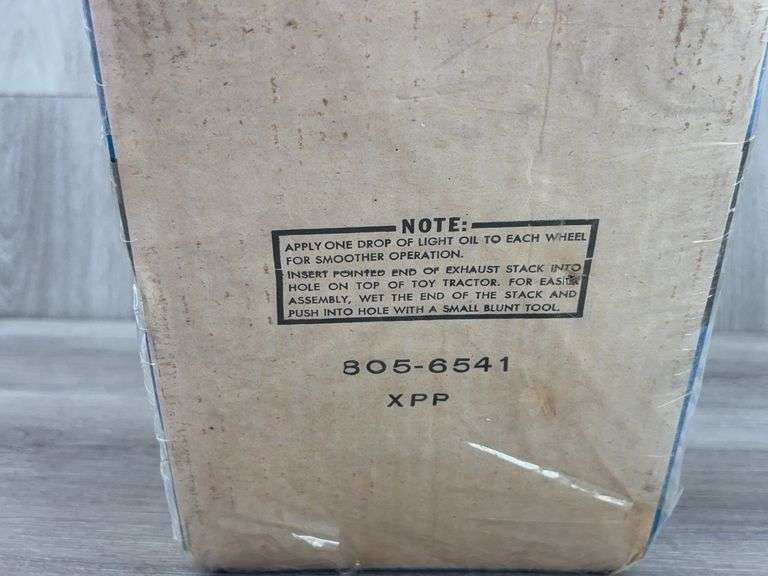 NOTE:
APPLY ONE DROP OF LIGHT OIL TO EACH WHEEL
FOR SMOOTHER OPERATION.
INSERT POINTED END OF EXHAUST STACK INTO
HOLE ON TOP OF TOY TRACTOR. FOR EASIER
ASSEMBLY, WET THE END OF THE STACK AND
PUSH INTO HOLE WITH A SMALL BLUNT TOOL.
805-6541
XPP